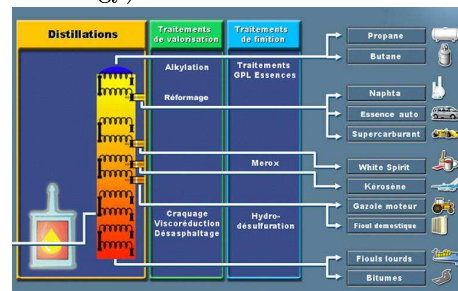 Distillations
Traitements
de valorisation
Traitements
de finition
Alkylation
Réformage
Craquage
Viscoréduction
Désasphaltage
Traitements
GPL Essences
Merox
Hydro-
désulfuration
Propane
Butane
Naphta
Essence auto
Supercarburant
White Spirit
Kérosène
Gazole moteur
Fioul domestique
Fiouls lourds
Bitumes